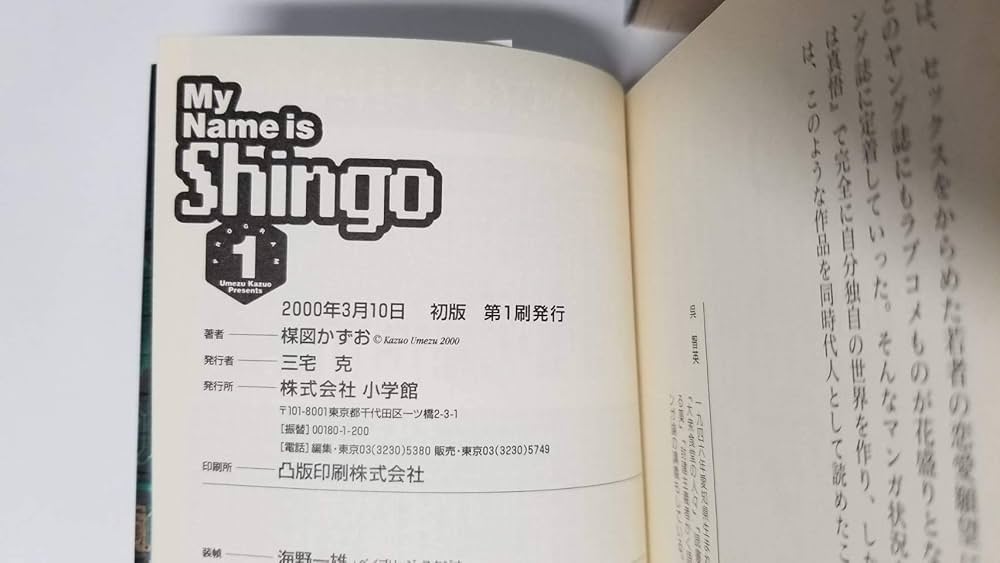 My
Name is
Shingo
PROGRAM
1
Umezu Kazuo
Presents
2000年3月10日 初版 第1刷発行
著者 楳図かずお © Kazuo Umezu 2000
発行者 三宅 克
発行所 株式会社 小学館
〒101-8001東京都千代田区一ツ橋2-3-1
[振替] 00180-1-200
[電話] 編集・東京03(3230)5380 販売・東京03(3230)5749
印刷所 凸版印刷株式会社
装幀 海野一雄
は、セックスをからめた若者の恋愛願望
このヤング誌にもラブコメものが花盛りとな
ング誌に定着していった。そんなマンガ状況
は真悟』で完全に自分独自の世界を作り、した
は、このような作品を同時代人として読めたこ